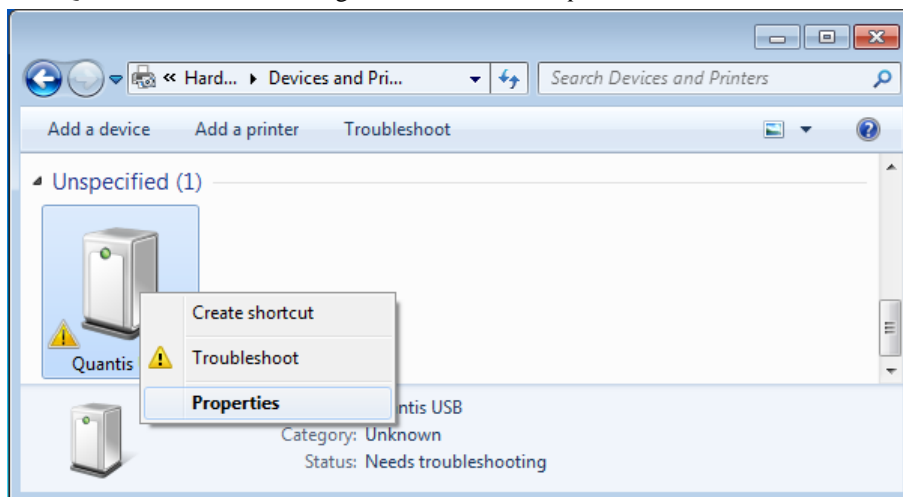 « Hard... ▸ Devices and Pri...
Search Devices and Printers
Add a device Add a printer Troubleshoot
Unspecified (1)
Create shortcut
Troubleshoot
Quantis
Properties
ntis USB
Category: Unknown
Status: Needs troubleshooting